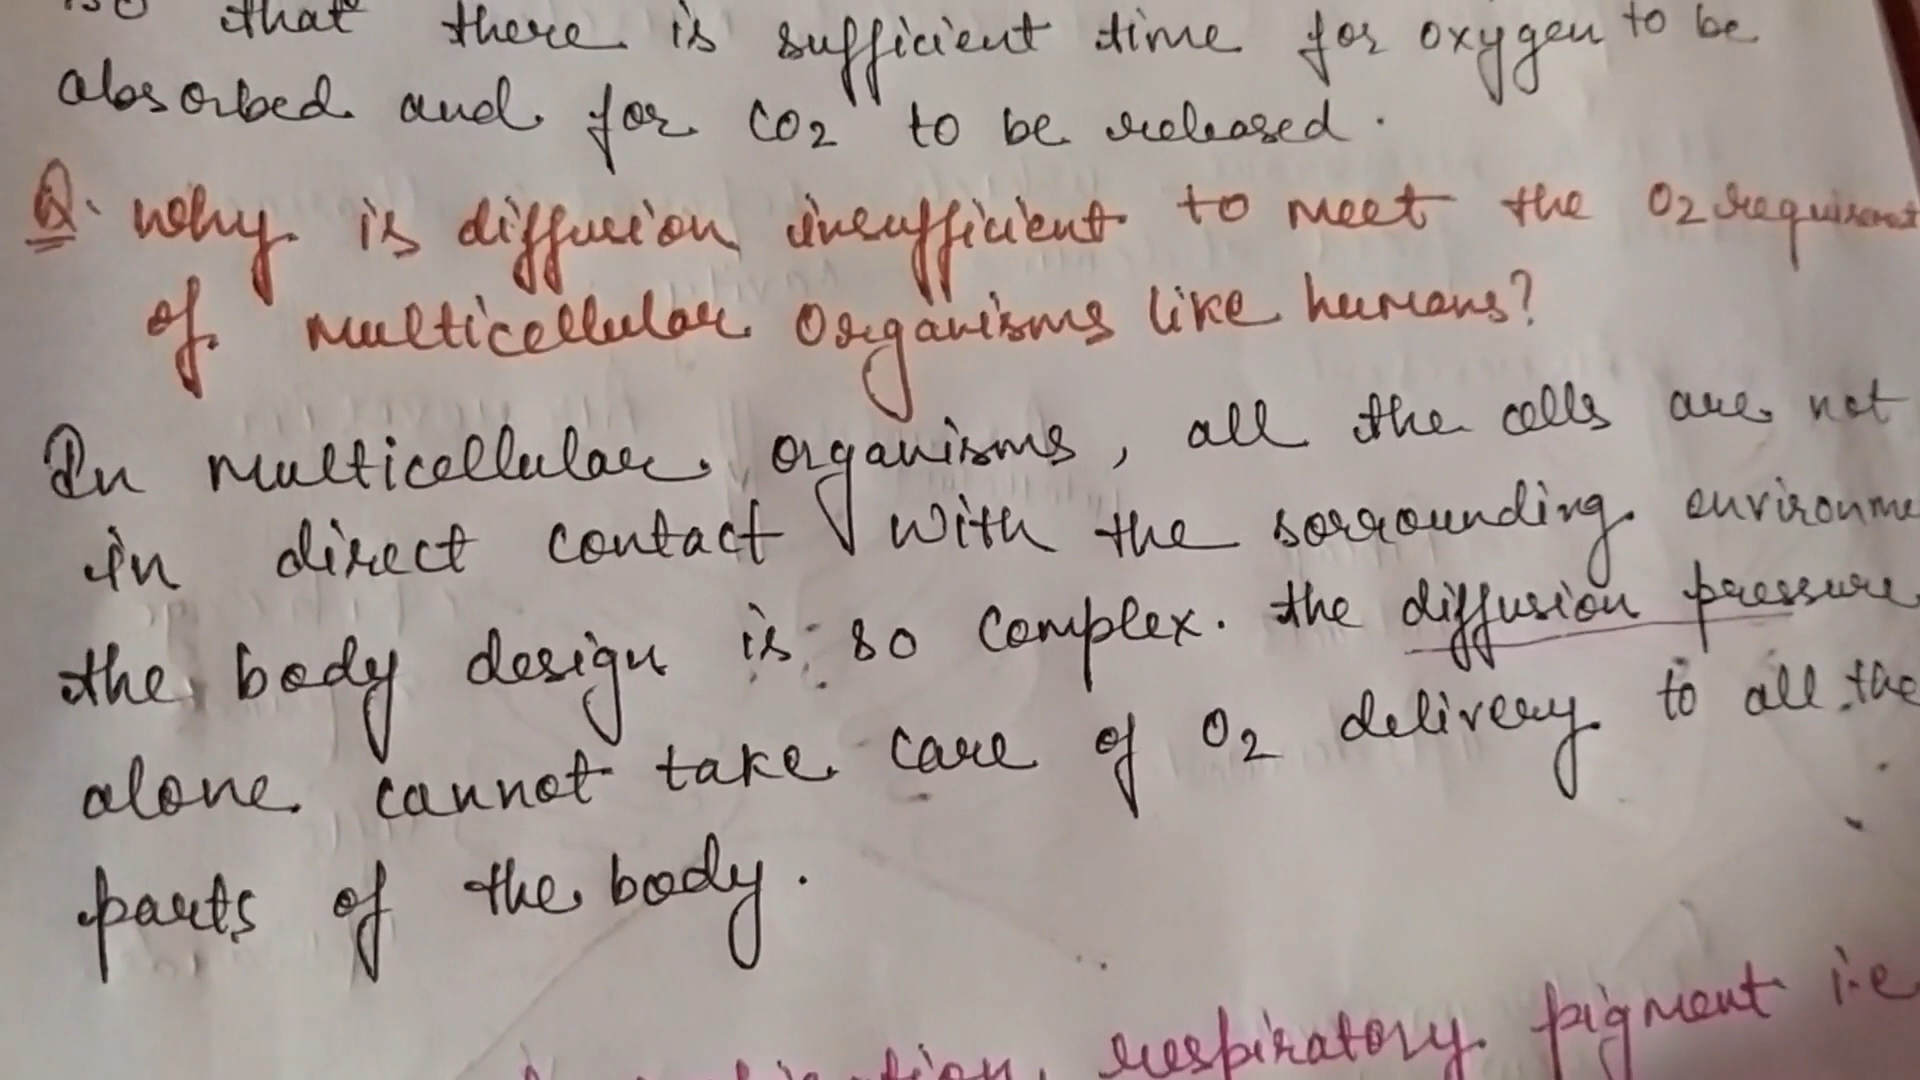 that there is sufficient time for oxygen to be
absorbed and for CO2 to be released.
Q. Why is diffusion insufficient to meet the O2
of multicellular organisms like humans?
In multicellular organisms, all the cells are not
in direct contact with the sorrounding
the body design is so complex. the diffusion pressure
alone cannot take care of O2 delivery to all the
parts of the body.
respiratory pigment i.e